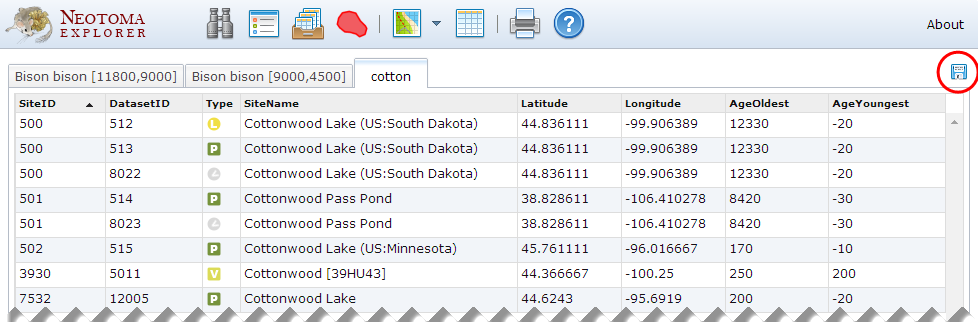 NEOTOMA
EXPLORER
?
About
Bison bison [11800,9000] Bison bison [9000,4500] cotton
SiteID DatasetID Type SiteName Latitude Longitude AgeOldest AgeYoungest
500 512 L Cottonwood Lake (US:South Dakota) 44.836111 -99.906389 12330 -20
500 513 P Cottonwood Lake (US:South Dakota) 44.836111 -99.906389 12330 -20
500 8022 Cottonwood Lake (US:South Dakota) 44.836111 -99.906389 12330 -20
501 514 P Cottonwood Pass Pond 38.828611 -106.410278 8420 -30
501 8023 Cottonwood Pass Pond 38.828611 -106.410278 8420 -30
502 515 P Cottonwood Lake (US:Minnesota) 45.761111 -96.016667 170 -10
3930 5011 V Cottonwood [39HU43] 44.366667 -100.25 250 200
7532 12005 P Cottonwood Lake 44.6243 -95.6919 200 -20